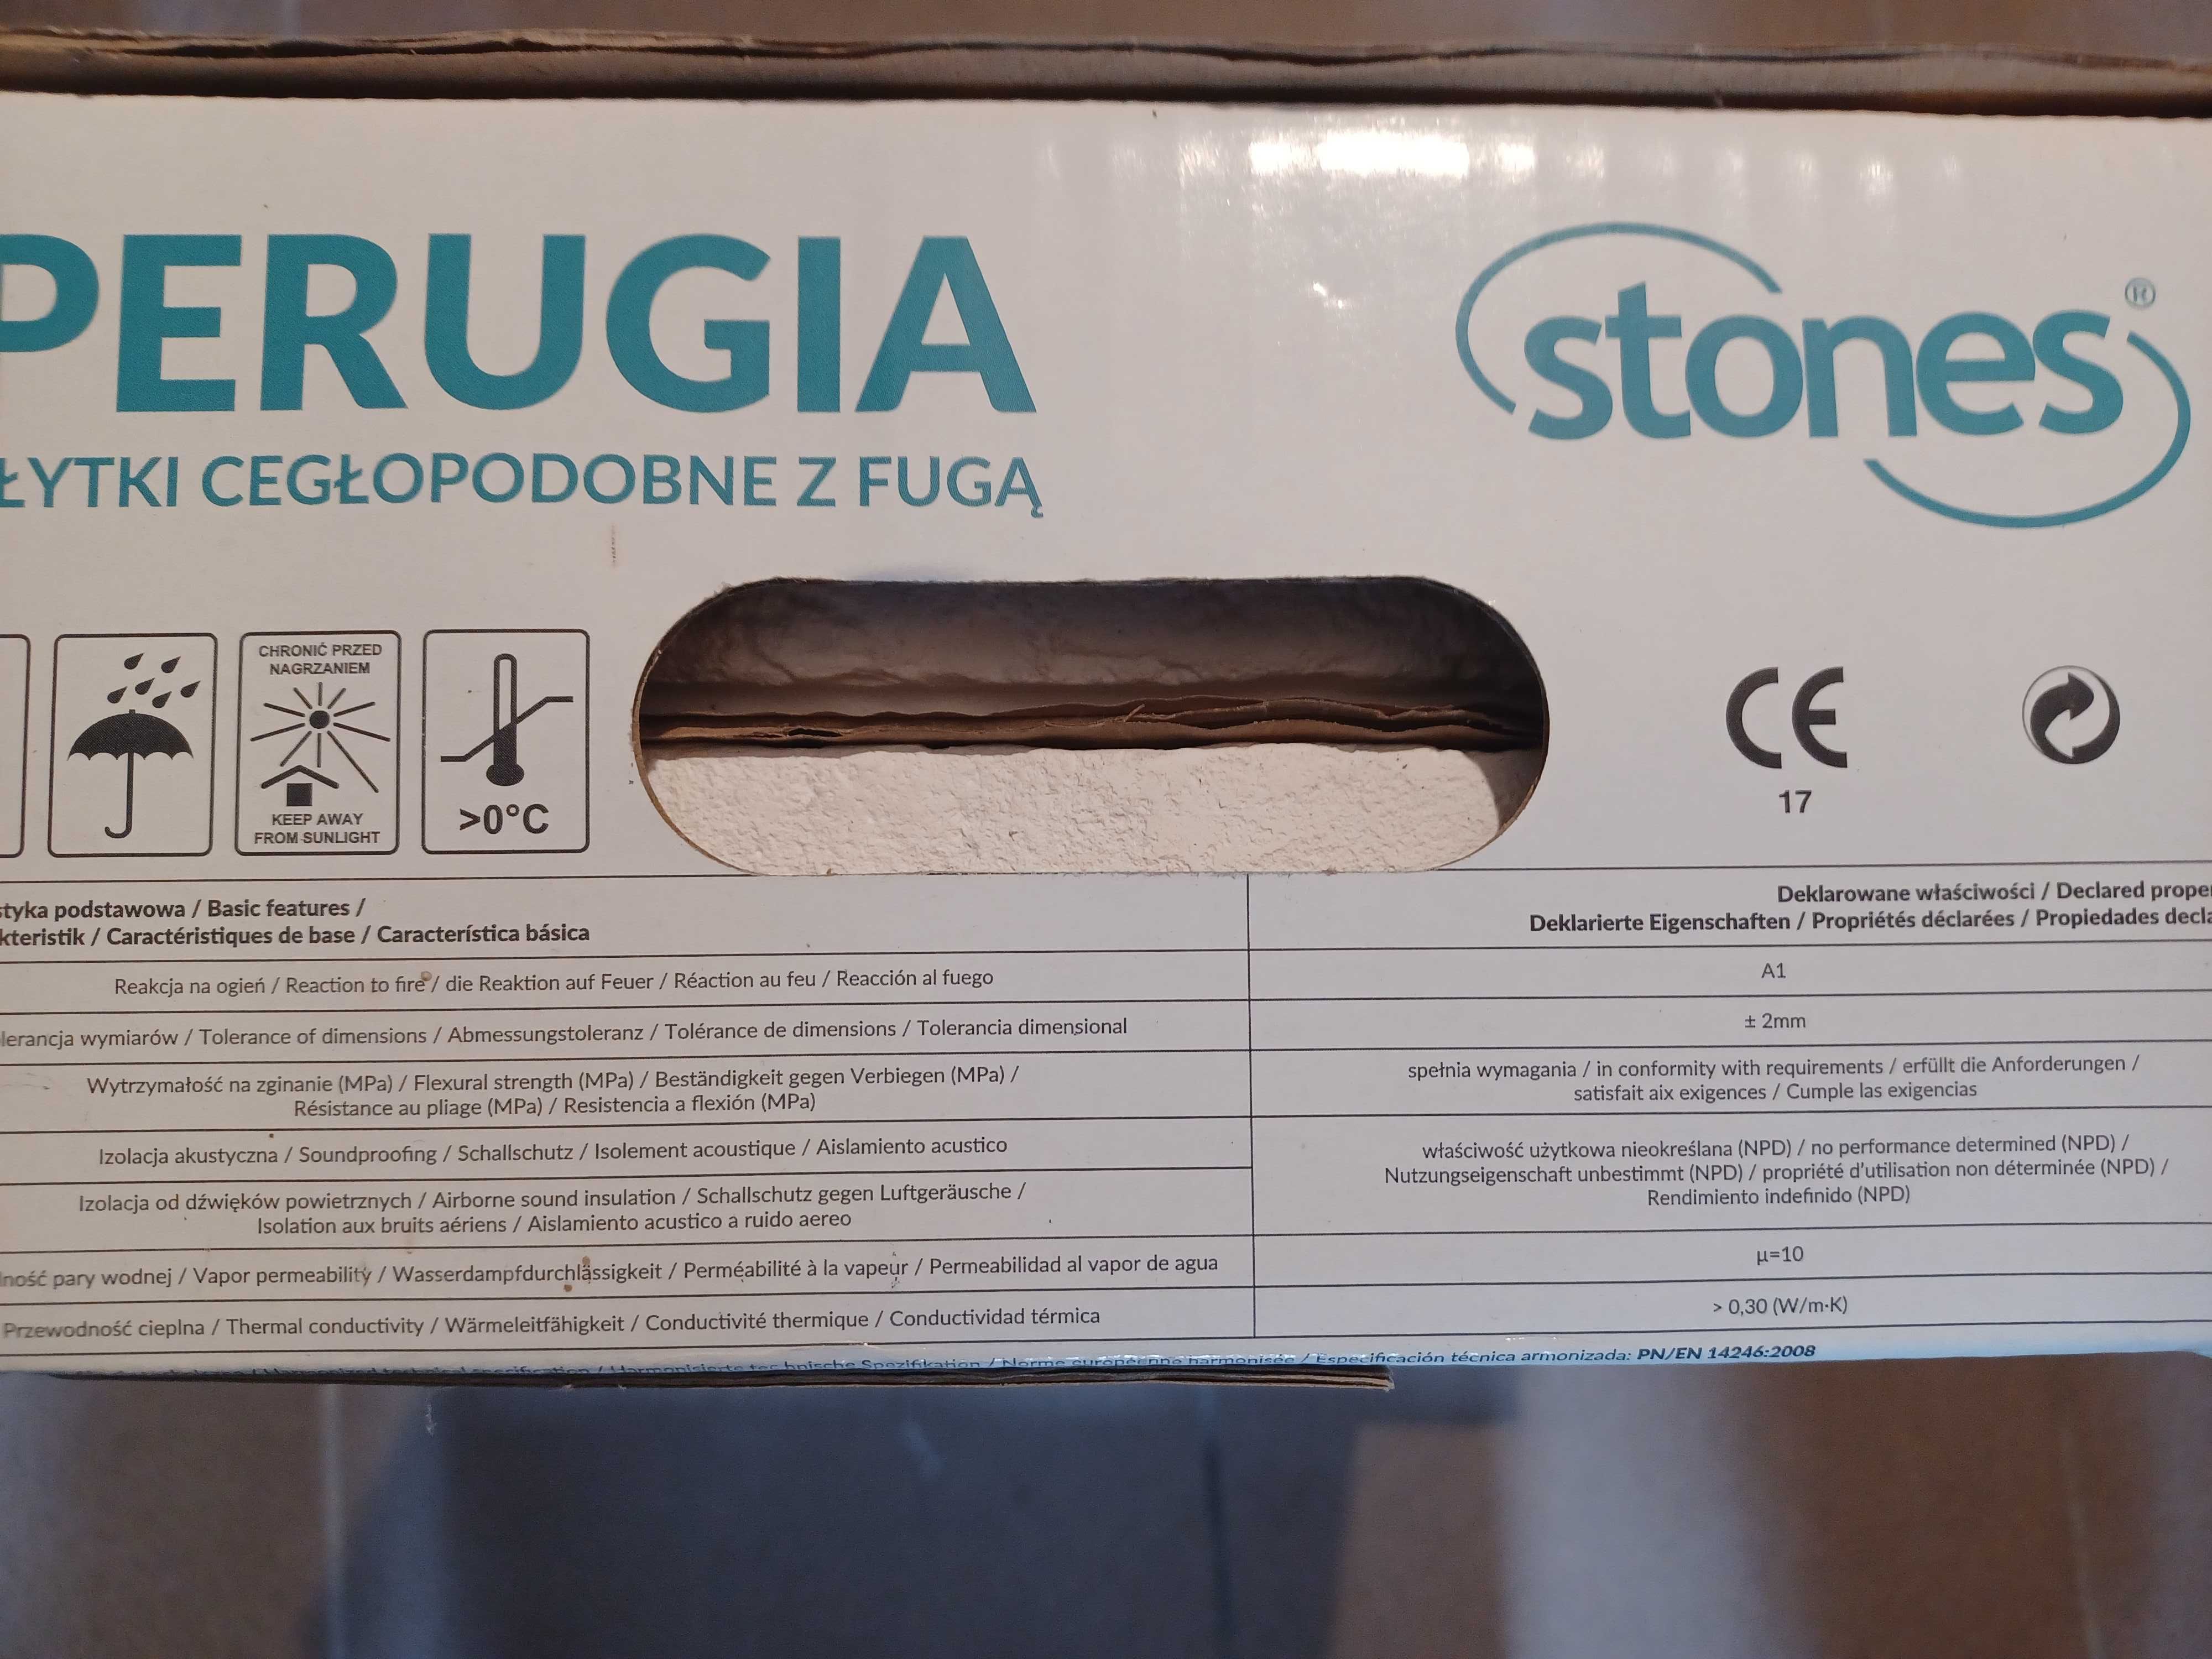 PERUGIA
ŁYTKI CEGŁOPODOBNE Z FUGĄ
stones®
CHRONIĆ PRZED
NAGRZANIEM
KEEP AWAY
FROM SUNLIGHT
>0°C
CE
17
styka podstawowa / Basic features /
kteristik / Caractéristiques de base / Característica básica
Deklarowane właściwości / Declared proper
Deklarierte Eigenschaften / Propriétés déclarées / Propiedades decla
Reakcja na ogień / Reaction to fire / die Reaktion auf Feuer / Réaction au feu / Reacción al fuego
A1
lerancja wymiarów / Tolerance of dimensions / Abmessungstoleranz / Tolérance de dimensions / Tolerancia dimensional
± 2mm
Wytrzymałość na zginanie (MPa) / Flexural strength (MPa) / Beständigkeit gegen Verbiegen (MPa) /
Résistance au pliage (MPa) / Resistencia a flexión (MPa)
spełnia wymagania / in conformity with requirements / erfüllt die Anforderungen /
satisfait aix exigences / Cumple las exigencias
Izolacja akustyczna / Soundproofing / Schallschutz / Isolement acoustique / Aislamiento acustico
Izolacja od dźwięków powietrznych / Airborne sound insulation / Schallschutz gegen Luftgeräusche /
Isolation aux bruits aériens / Aislamiento acustico a ruido aereo
właściwość użytkowa nieokreślana (NPD) / no performance determined (NPD) /
Nutzungseigenschaft unbestimmt (NPD) / propriété d'utilisation non déterminée (NPD) /
Rendimiento indefinido (NPD)
lność pary wodnej / Vapor permeability / Wasserdampfdurchlässigkeit / Perméabilité à la vapeur / Permeabilidad al vapor de agua
µ=10
Przewodność cieplna / Thermal conductivity / Wärmeleitfähigkeit / Conductivité thermique / Conductividad térmica
> 0,30 (W/m·K)
specification / Harmonisierte technische Spezifikation / Norme européenne harmonisée / Especificación técnica armonizada: PN/EN 14246:2008